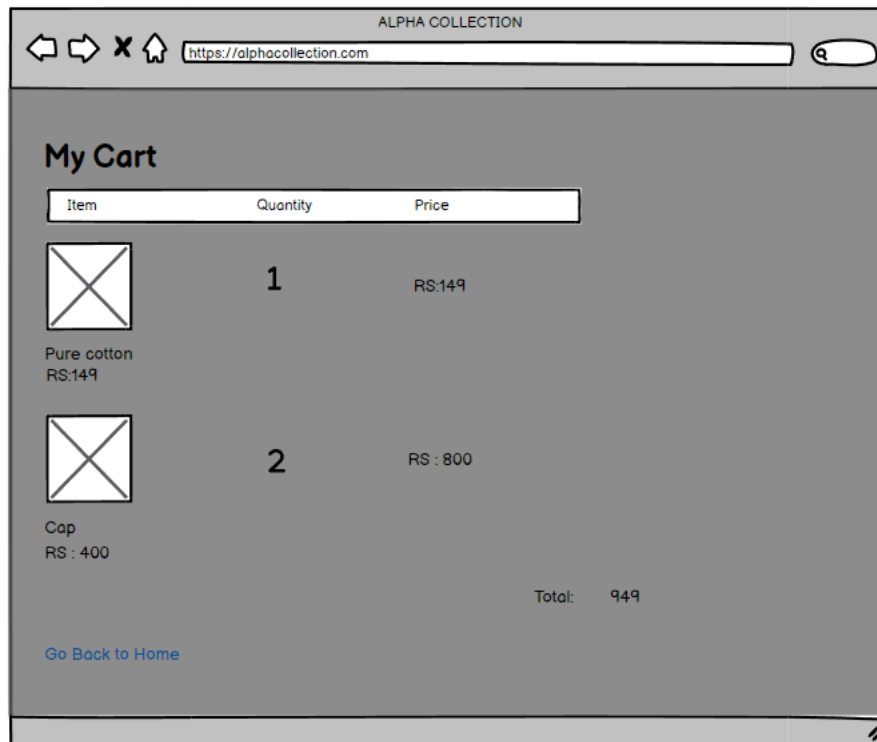 ALPHA COLLECTION
https://alphacollection.com
My Cart
Item Quantity Price
1 RS:149
Pure cotton
RS:149
2 RS : 800
Cap
RS : 400
Total: 949
Go Back to Home